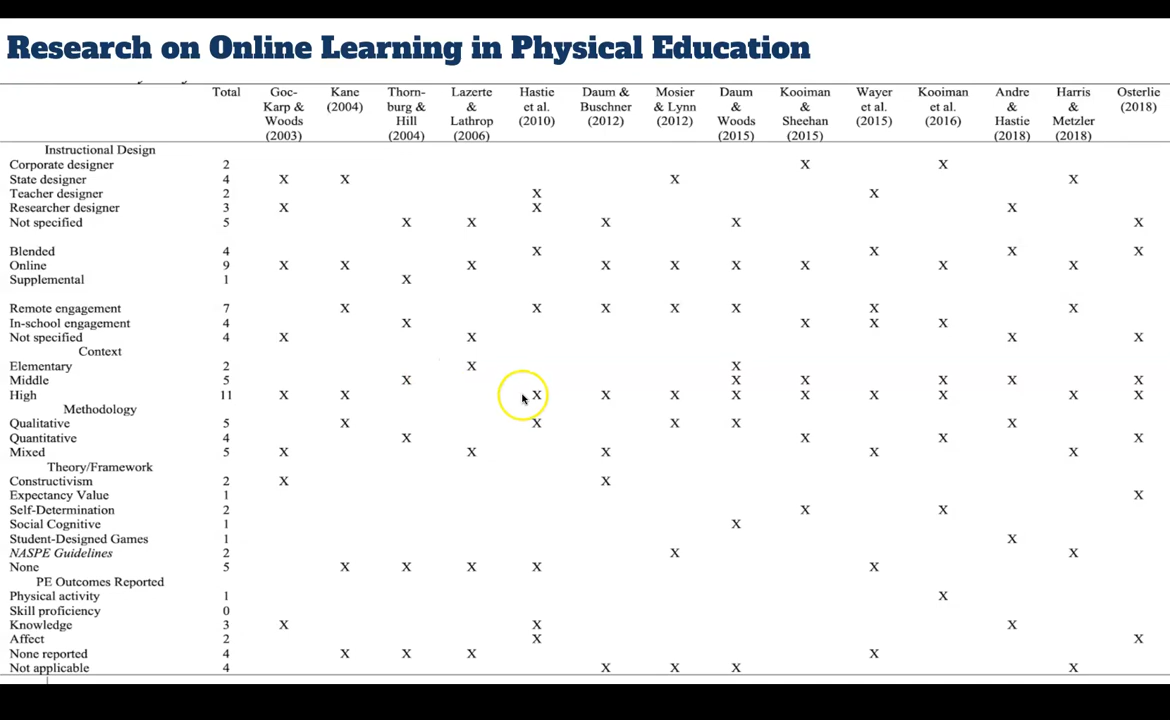 Research on Online Learning in Physical Education
Total Goc- Kane Thorn- Lazerte Hastie Daum & Mosier Daum Kooiman Wayer Kooiman Andre Harris Osterlie
Karp & (2004) burg & & et al. Buschner & Lynn & & et al. et al. & & (2018)
Woods Hill Lathrop (2010) (2012) (2012) Woods Sheehan (2015) (2016) Hastie Metzler
(2003) (2004) (2006) (2015) (2015) (2018) (2018)
Instructional Design
Corporate designer 2 X X
State designer 4 X X X X
Teacher designer 2 X X
Researcher designer 3 X X X
Not specified 5 X X X X X
Blended 4 X X X X
Online 9 X X X X X X X X X
Supplemental 1 X
Remote engagement 7 X X X X X X X
In-school engagement 4 X X X X
Not specified 4 X X X X
Context
Elementary 2 X X
Middle 5 X X X X X X
High 11 X X X X X X X X X X X
Methodology
Qualitative 5 X X X X X
Quantitative 4 X X X X
Mixed 5 X X X X X
Theory/Framework
Constructivism 2 X X
Expectancy Value 1 X
Self-Determination 2 X X
Social Cognitive 1 X
Student-Designed Games 1 X
NASPE Guidelines 2 X X
None 5 X X X X X
PE Outcomes Reported
Physical activity 1 X
Skill proficiency 0
Knowledge 3 X X X
Affect 2 X X
None reported 4 X X X X
Not applicable 4 X X X X